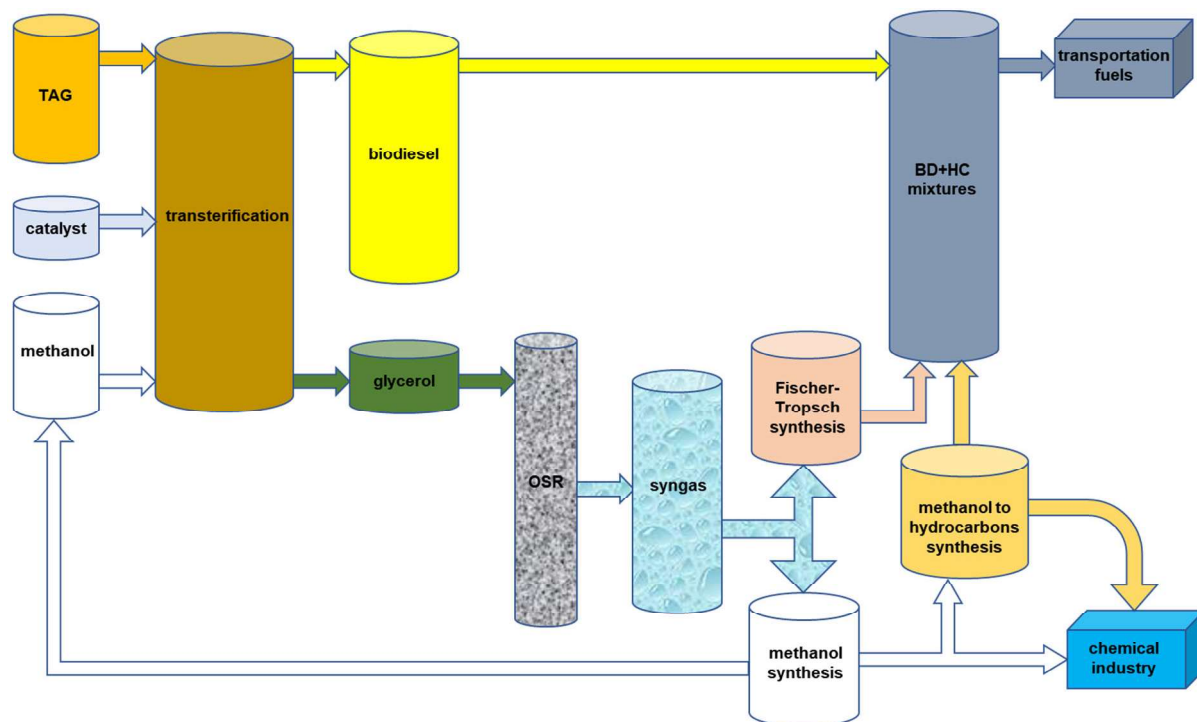 TAG
catalyst
methanol
transterification
biodiesel
glycerol
OSR
syngas
Fischer-
Tropsch
synthesis
methanol
synthesis
methanol to
hydrocarbons
synthesis
BD+HC
mixtures
transportation
fuels
chemical
industry